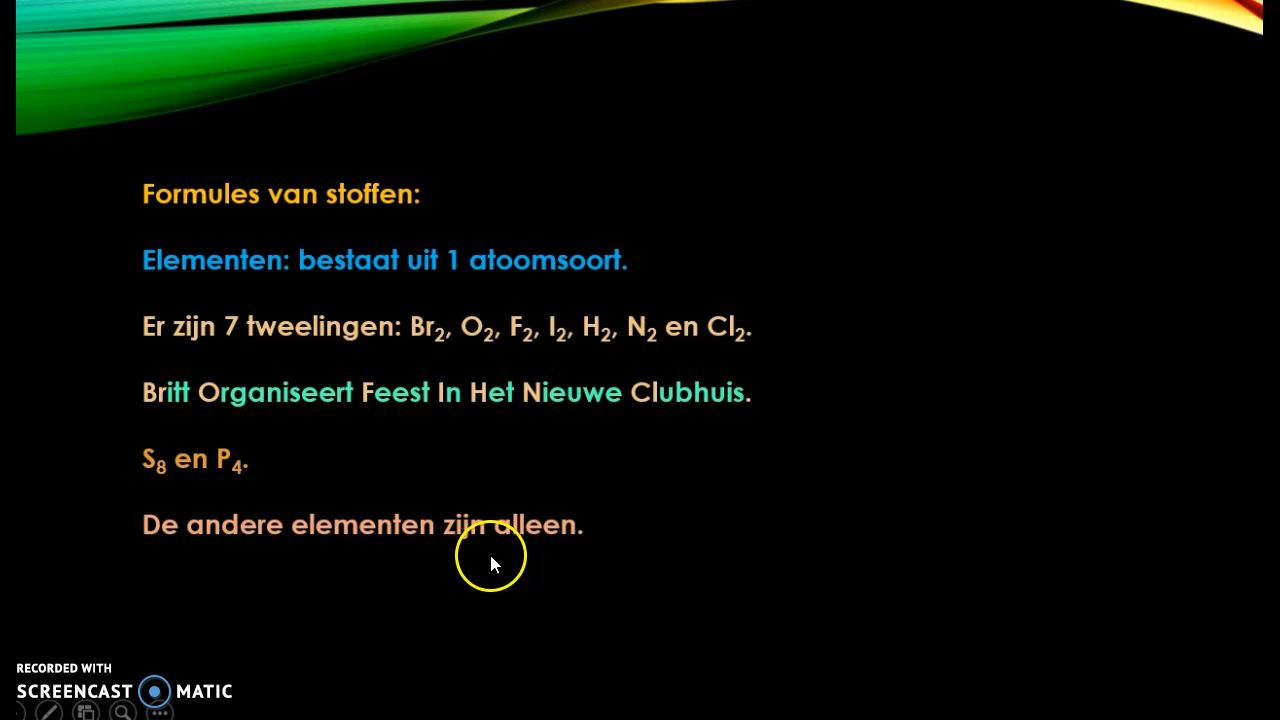 Formules van stoffen:
Elementen: bestaat uit 1 atoomsoort.
Er zijn 7 tweelingen: Br₂, O₂, F₂, I₂, H₂, N₂ en Cl₂.
Britt Organiseert Feest In Het Nieuwe Clubhuis.
S₈ en P₄.
De andere elementen zijn alleen.
RECORDED WITH
SCREENCAST MATIC